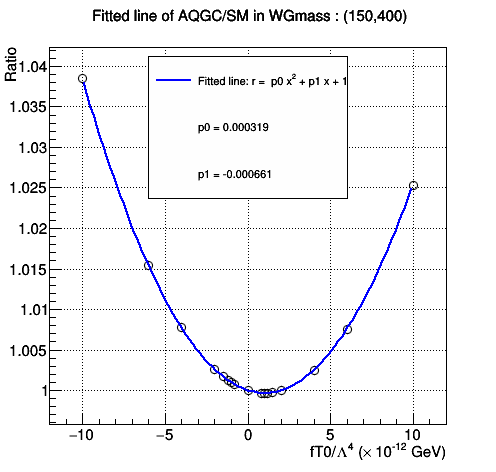 Fitted line of AQGC/SM in WGmass : (150,400)
Ratio
1.04
1.035
1.03
1.025
1.02
1.015
1.01
1.005
1
Fitted line: r = p0 x² + p1 x + 1
p0 = 0.000319
p1 = -0.000661
−10 −5 0 5 10
fT0/Λ⁴ (× 10⁻¹² GeV)